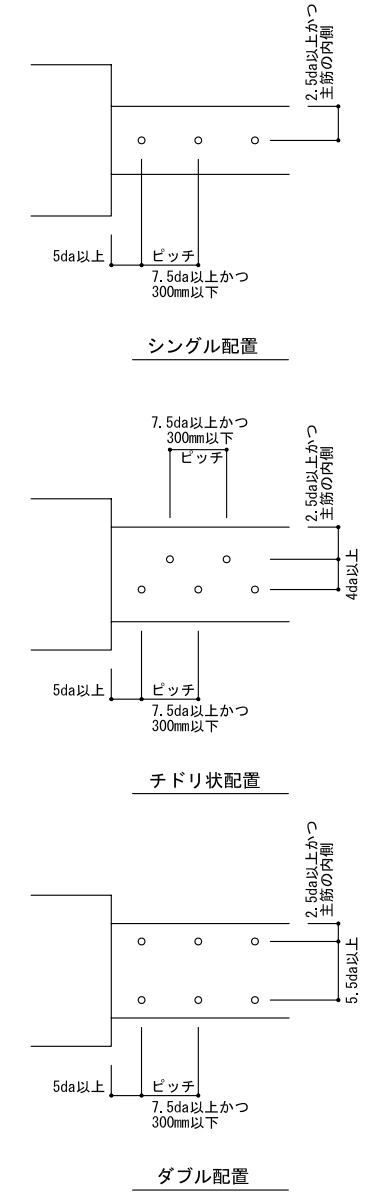 2.5da以上かつ
主筋の内側
5da以上
ピッチ
7.5da以上かつ
300mm以下
シングル配置
7.5da以上かつ
300mm以下
ピッチ
2.5da以上かつ
主筋の内側
4da以上
5da以上
ピッチ
7.5da以上かつ
300mm以下
チドリ状配置
2.5da以上かつ
主筋の内側
5.5da以上
5da以上
ピッチ
7.5da以上かつ
300mm以下
ダブル配置